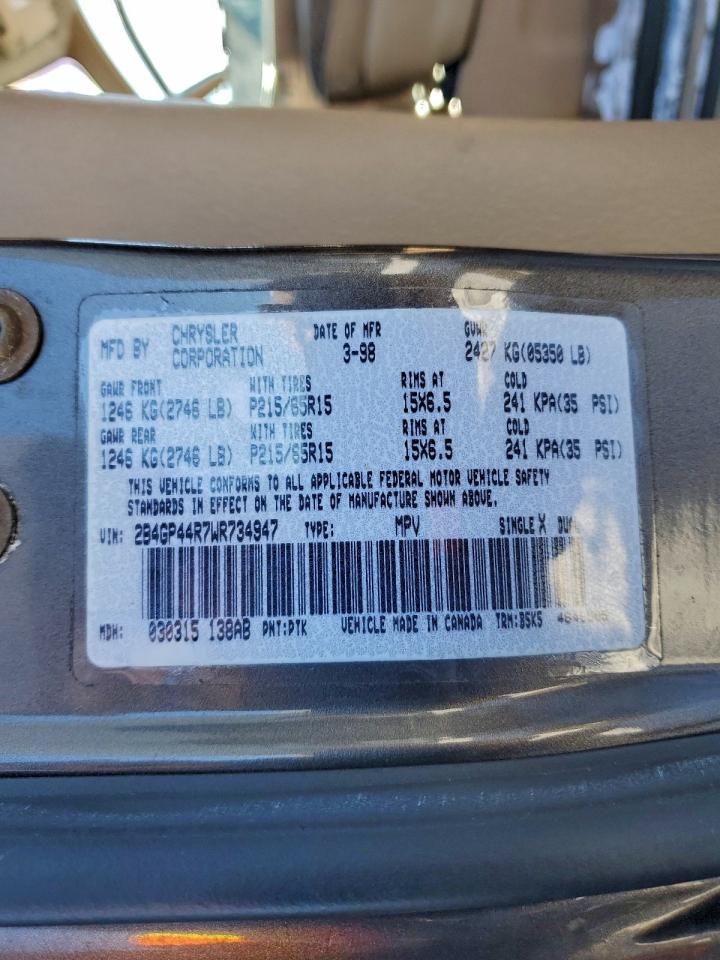 MFD BY CHRYSLER CORPORATION DATE OF MFR 3-98 GVWR 2427 KG(05350 LB)
GAWR FRONT WITH TIRES RIMS AT COLD
1246 KG(2746 LB) P215/65R15 15X6.5 241 KPA(35 PSI)
GAWR REAR WITH TIRES RIMS AT COLD
1246 KG(2746 LB) P215/65R15 15X6.5 241 KPA(35 PSI)
THIS VEHICLE CONFORMS TO ALL APPLICABLE FEDERAL MOTOR VEHICLE SAFETY
STANDARDS IN EFFECT ON THE DATE OF MANUFACTURE SHOWN ABOVE.
VIN: 2B4GP44R7WR734947 TYPE: MPV SINGLE X
MDH: 030315 138AB PNT:PTK VEHICLE MADE IN CANADA TRM:B5K5